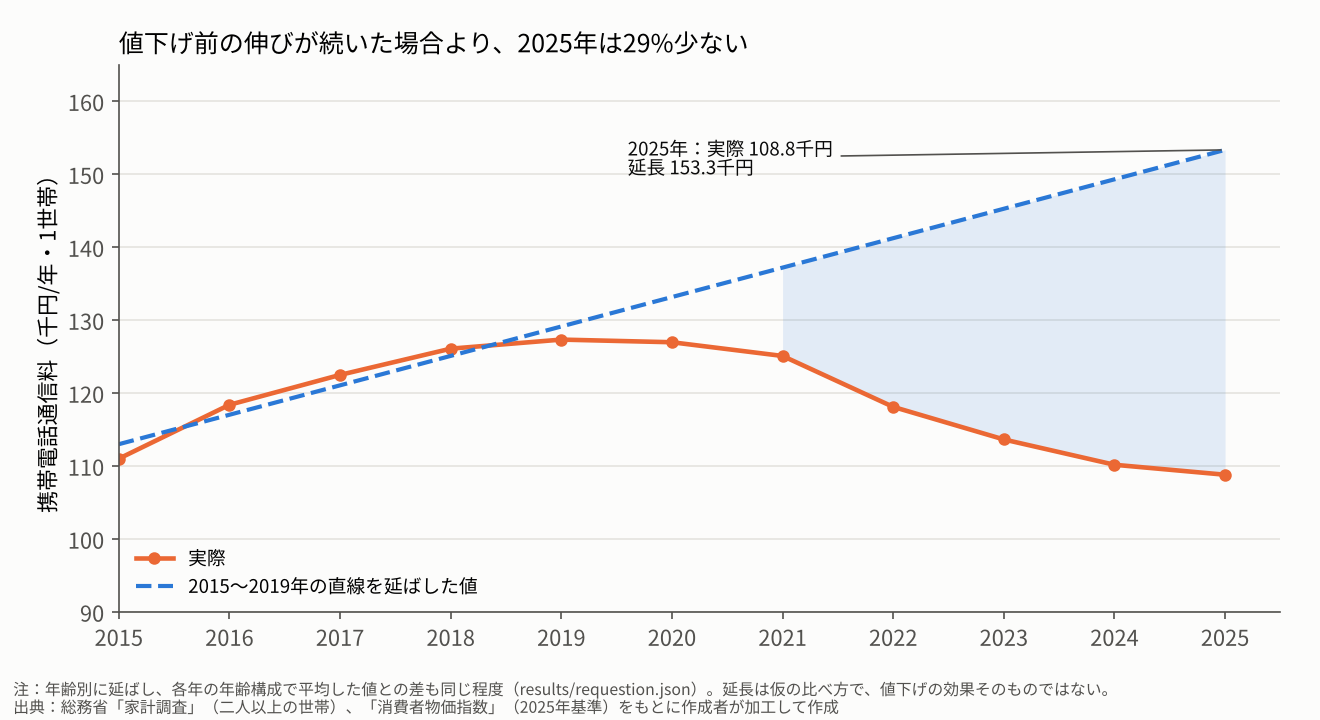 値下げ前の伸びが続いた場合より、2025年は29%少ない
携帯電話通信料（千円/年・1世帯）
160
150
140
130
120
110
100
90
2025年：実際 108.8千円
延長 153.3千円
実際
2015〜2019年の直線を延ばした値
2015
2016
2017
2018
2019
2020
2021
2022
2023
2024
2025
注：年齢別に延ばし、各年の年齢構成で平均した値との差も同じ程度（results/requestion.json）。延長は仮の比べ方で、値下げの効果そのものではない。
出典：総務省「家計調査」（二人以上の世帯）、「消費者物価指数」（2025年基準）をもとに作成者が加工して作成